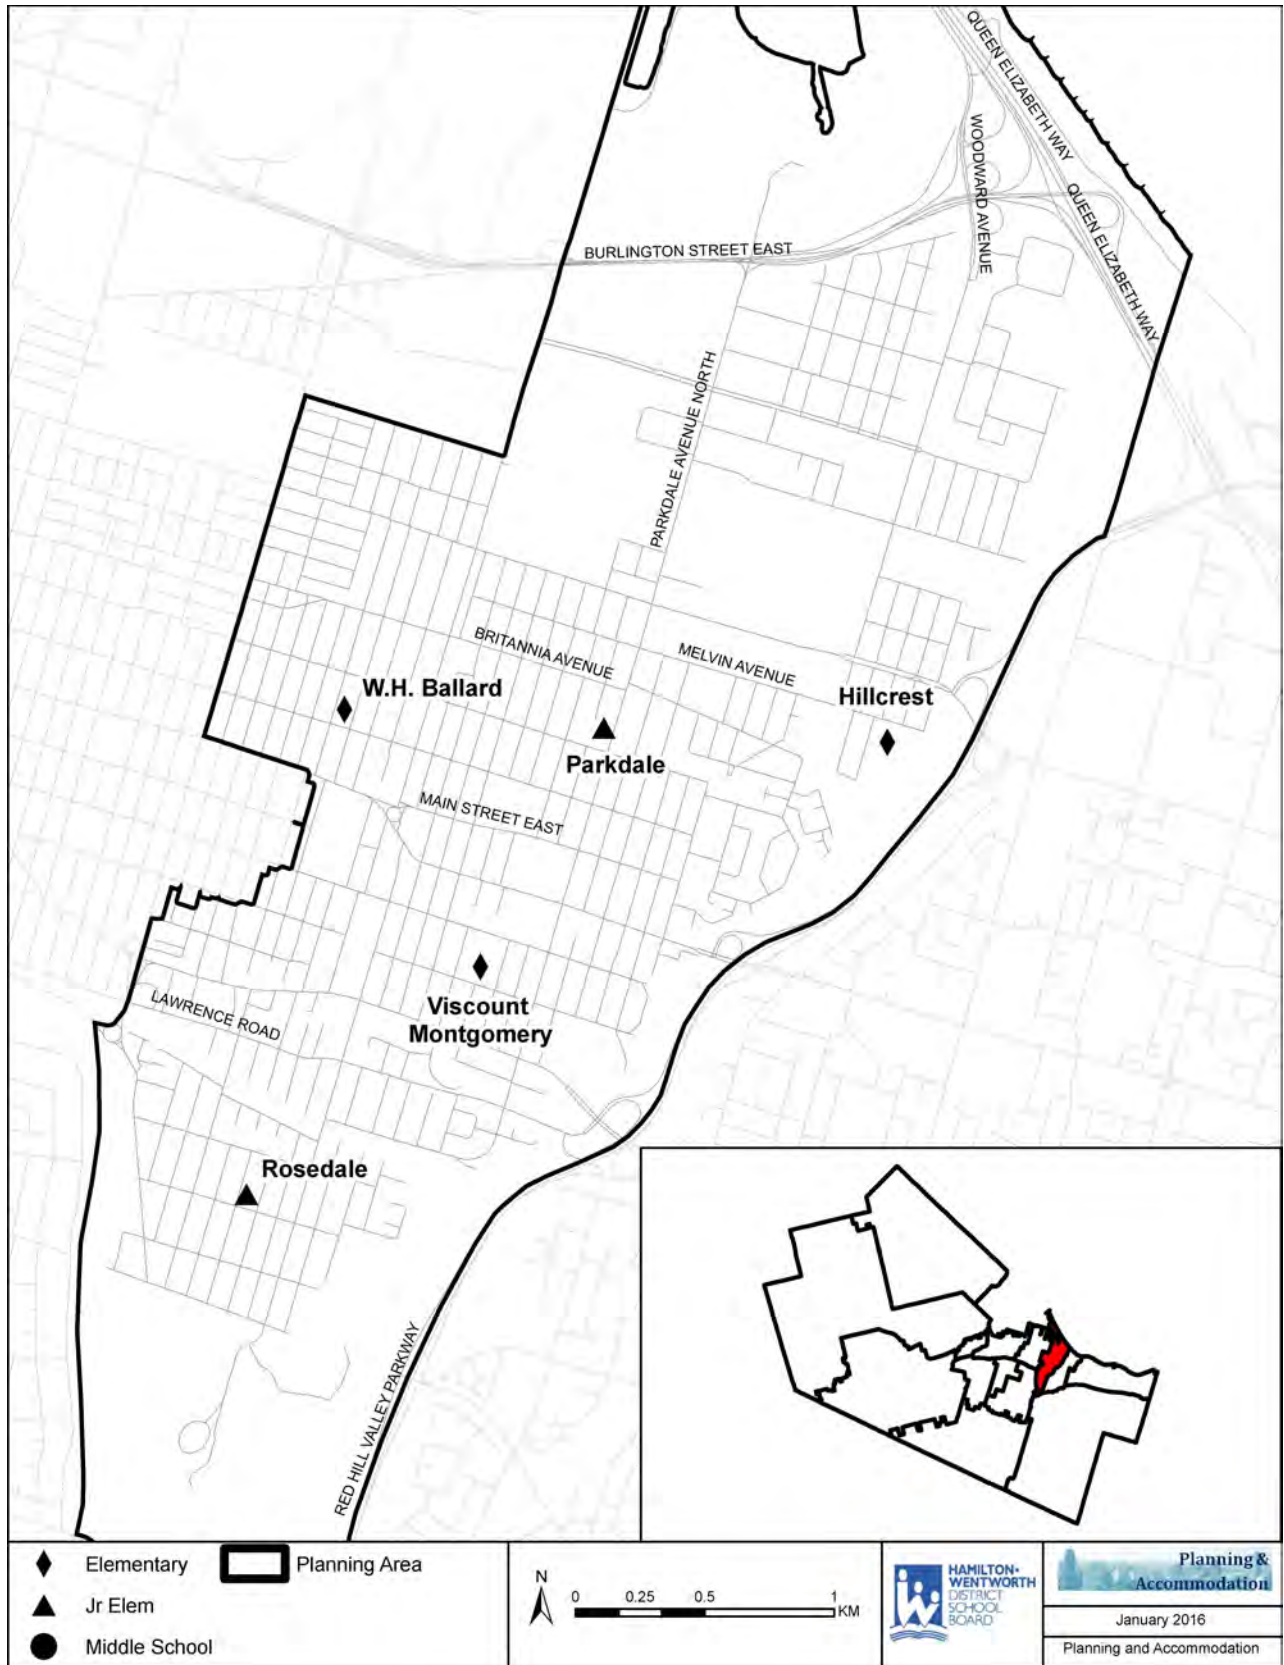 QUEEN ELIZABETH WAY
WOODWARD AVENUE
QUEEN ELIZABETH WAY
BURLINGTON STREET EAST
PARKDALE AVENUE NORTH
BRITANNIA AVENUE
MELVIN AVENUE
W.H. Ballard
Hillcrest
Parkdale
MAIN STREET EAST
Viscount
Montgomery
LAWRENCE ROAD
Rosedale
RED HILL VALLEY PARKWAY
Elementary
Planning Area
Jr Elem
Middle School
N
0 0.25 0.5 1
KM
HAMILTON-
WENTWORTH
DISTRICT
SCHOOL
BOARD
Planning &
Accommodation
January 2016
Planning and Accommodation